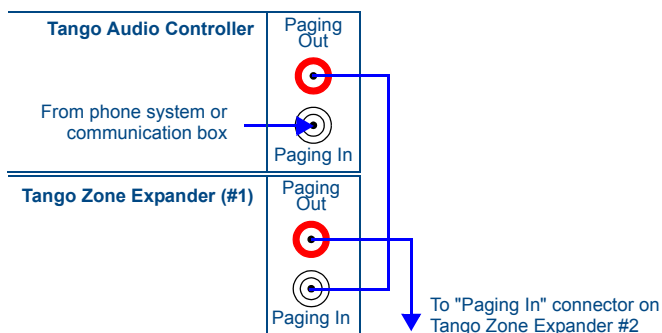 Tango Audio Controller
Paging
Out
From phone system or
communication box
Paging In
Tango Zone Expander (#1)
Paging
Out
Paging In
To "Paging In" connector on
Tango Zone Expander #2